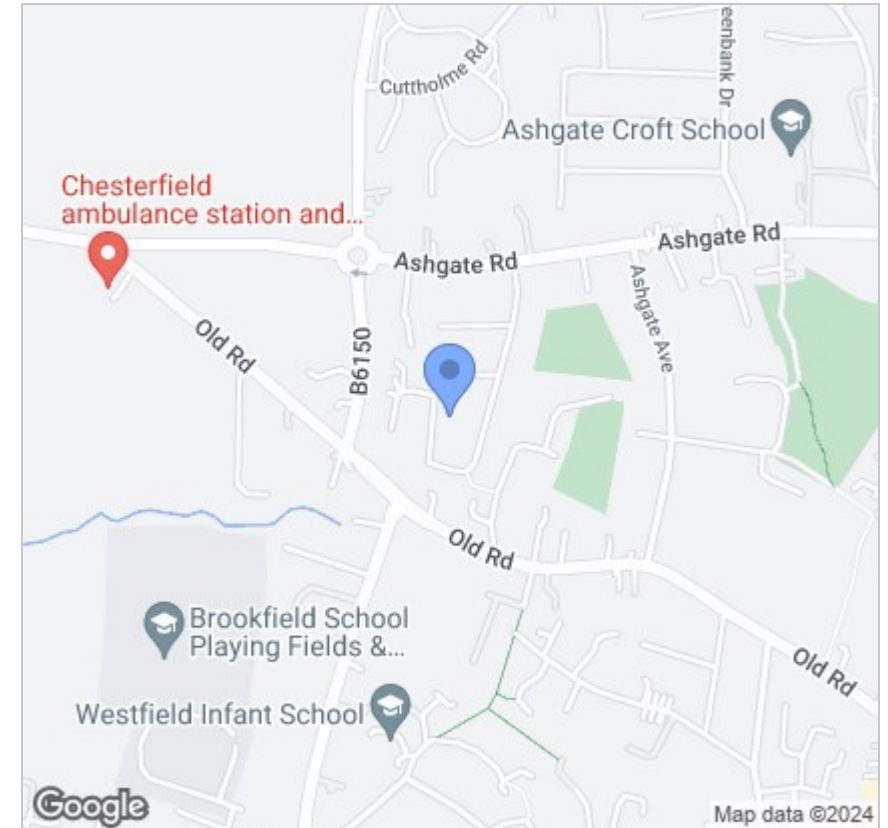 eenbank Dr
Cuttholme Rd
Ashgate Croft School
Chesterfield
ambulance station and...
Ashgate Rd
Ashgate Rd
Ashgate Ave
Old Rd
B6150
Old Rd
Brookfield School
Playing Fields &...
Old Rd
Westfield Infant School
Google
Map data ©2024